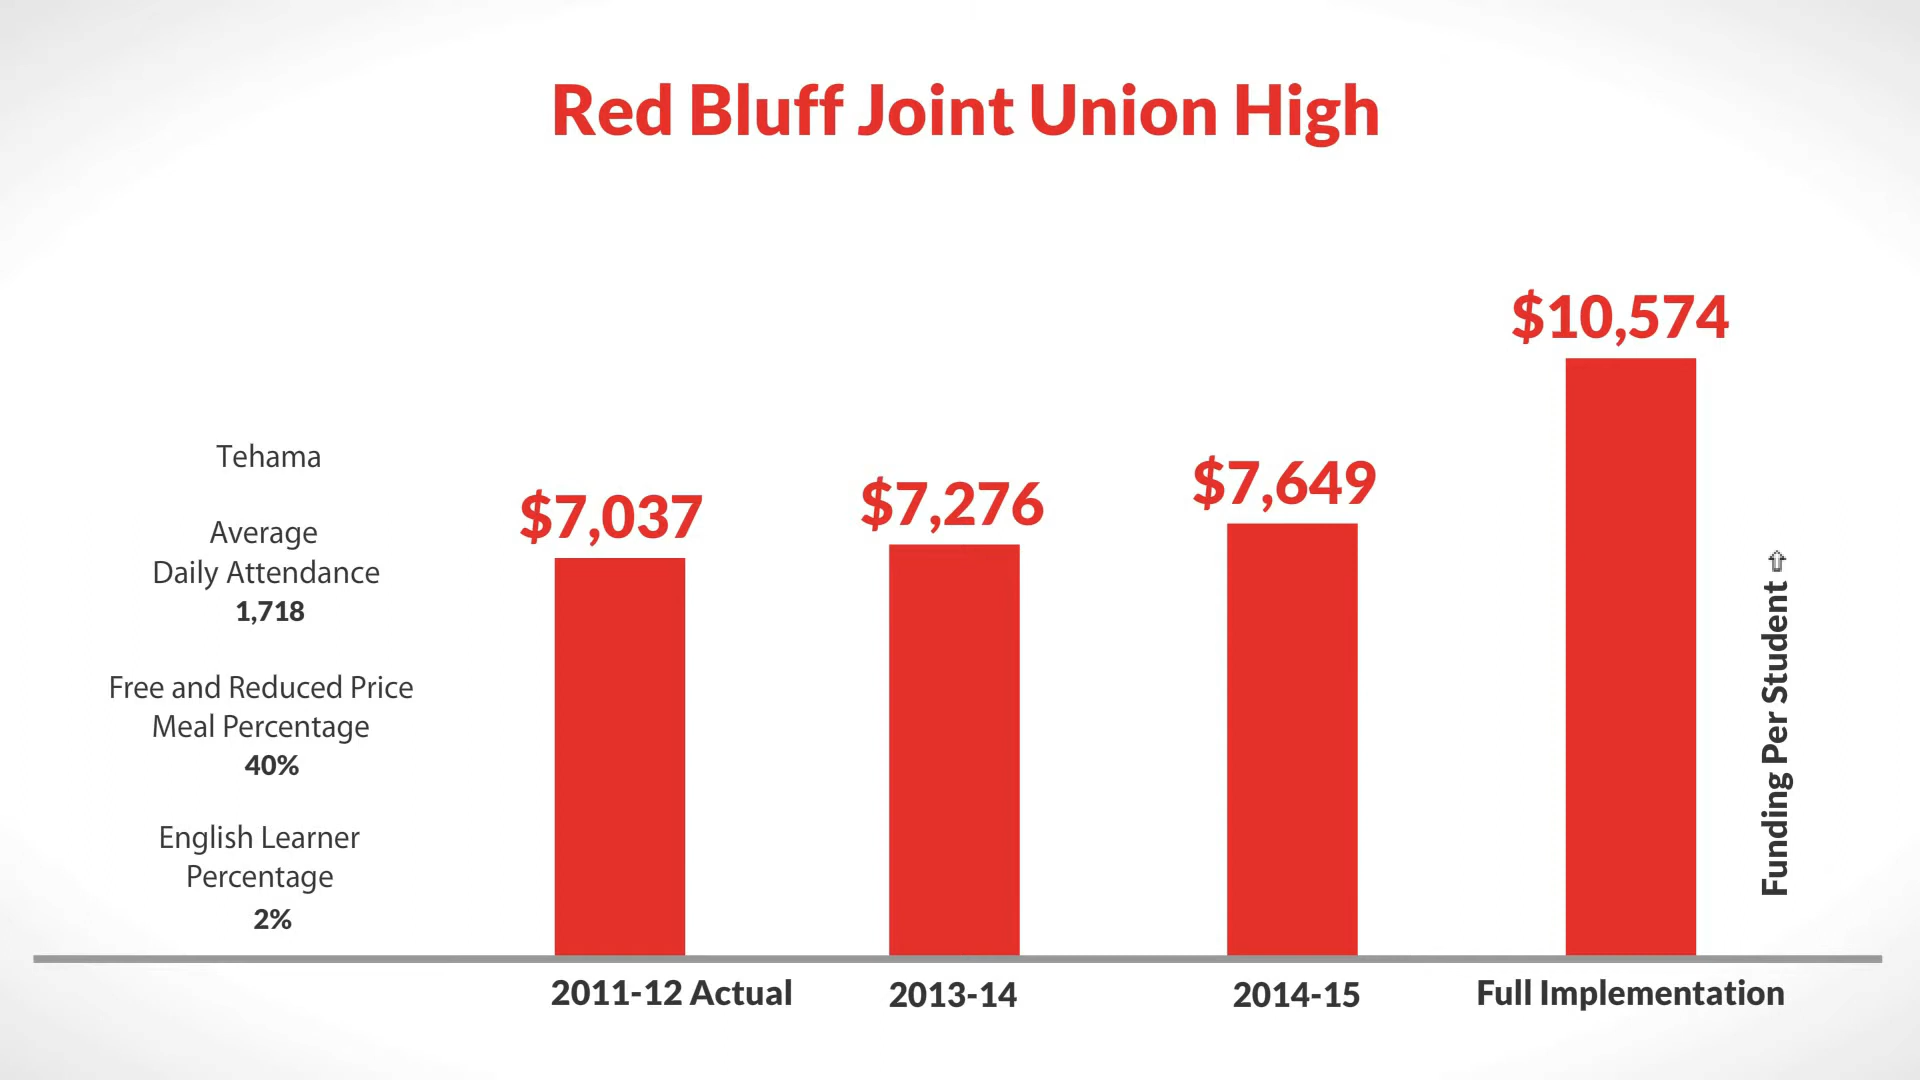 Red Bluff Joint Union High
Tehama
Average
Daily Attendance
1,718
Free and Reduced Price
Meal Percentage
40%
English Learner
Percentage
2%
$7,037
$7,276
$7,649
$10,574
2011-12 Actual
2013-14
2014-15
Full Implementation
Funding Per Student ⇧